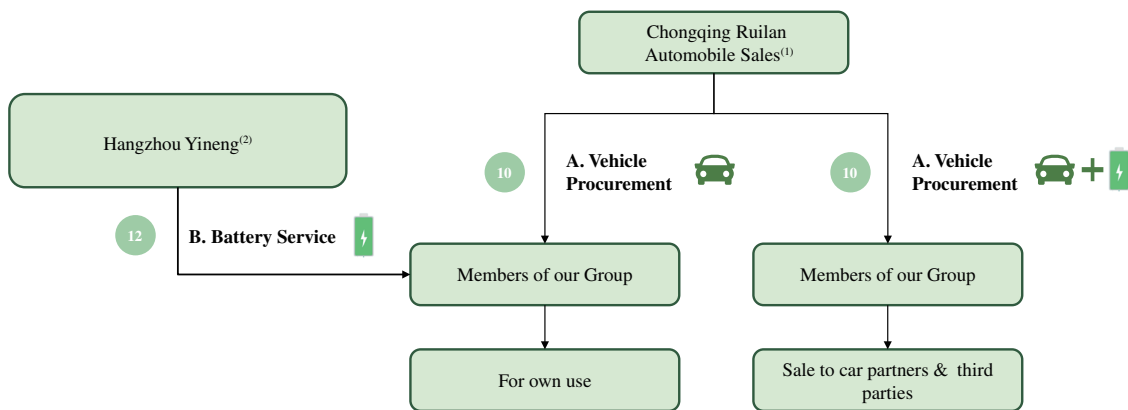 Chongqing Ruilan
Automobile Sales(1)
Hangzhou Yineng(2)
10
A. Vehicle
Procurement
10
A. Vehicle
Procurement
12
B. Battery Service
Members of our Group
Members of our Group
For own use
Sale to car partners & third
parties